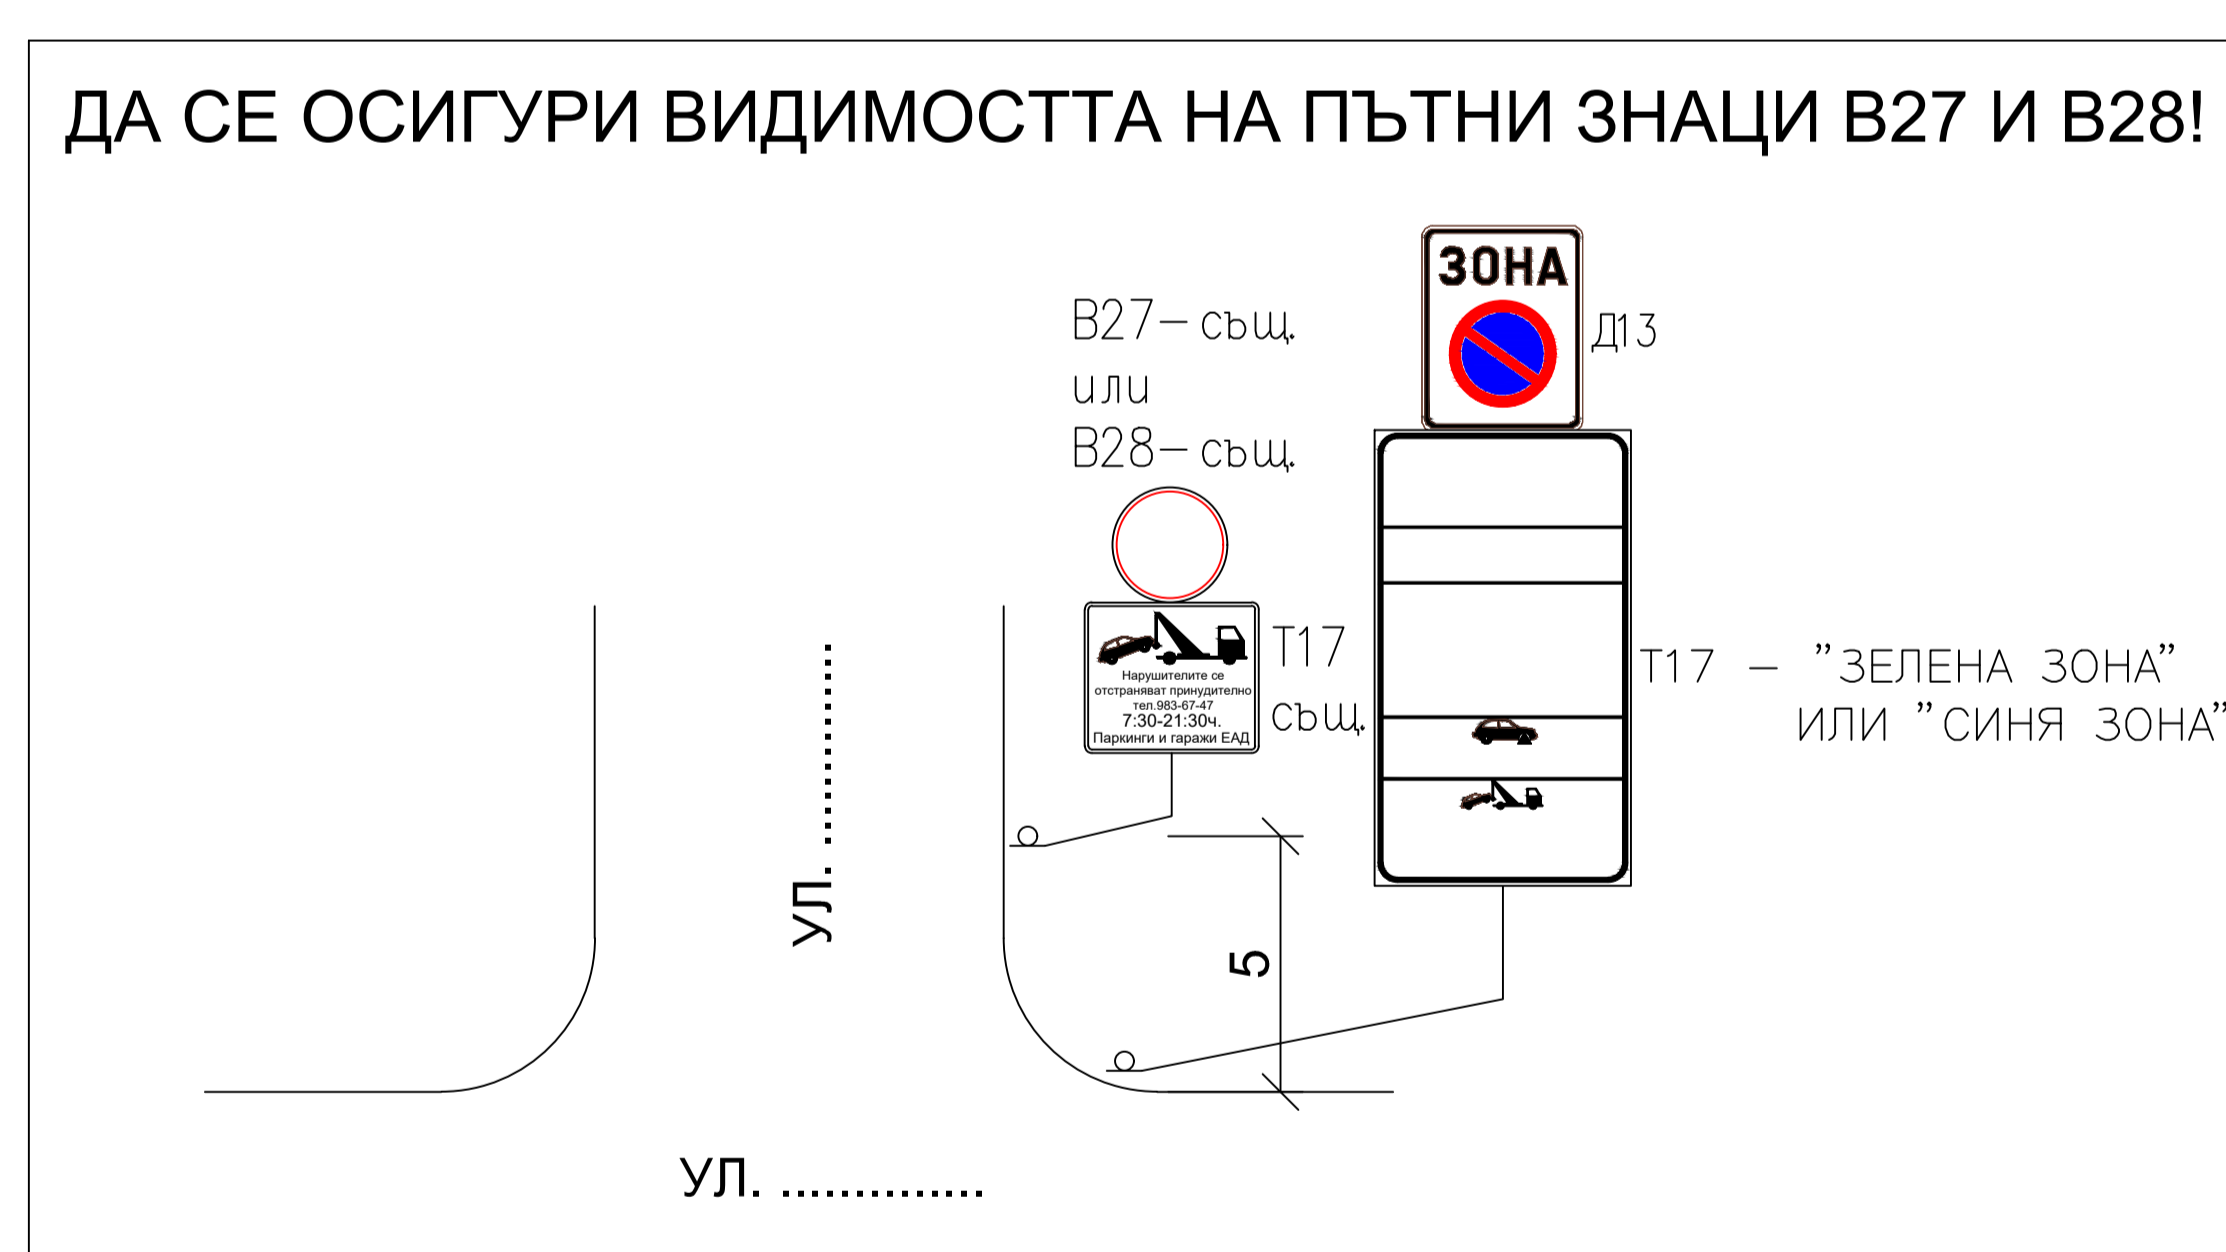 ДА СЕ ОСИГУРИ ВИДИМОСТТА НА ПЪТНИ ЗНАЦИ В27 И В28!
ЗОНА
Д13
В27- същ.
или
В28- същ.
Нарушителите се
отстраняват принудително
тел.983-67-47
7:30-21:30ч.
Паркинги и гаражи ЕАД
Т17
същ.
Т17 - "ЗЕЛЕНА ЗОНА"
ИЛИ "СИНЯ ЗОНА"
УЛ. ..............
5
УЛ. ..............